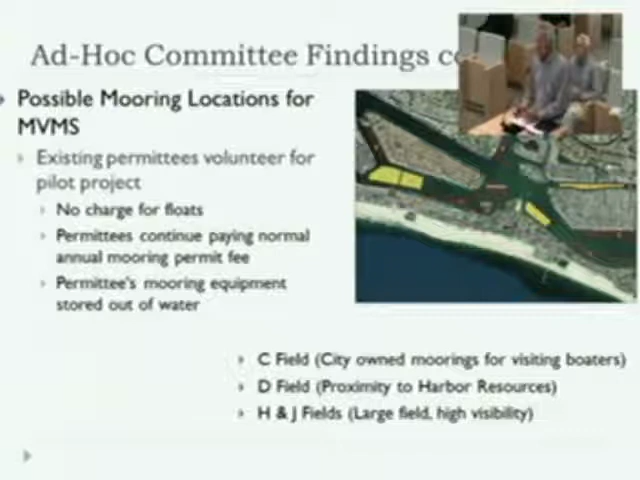 Ad-Hoc Committee Findings
Possible Mooring Locations for
MVMS
Existing permittees volunteer for
pilot project
No charge for floats
Permittees continue paying normal
annual mooring permit fee
Permittee's mooring equipment
stored out of water
C Field (City owned moorings for visiting boaters)
D Field (Proximity to Harbor Resources)
H & J Fields (Large field, high visibility)